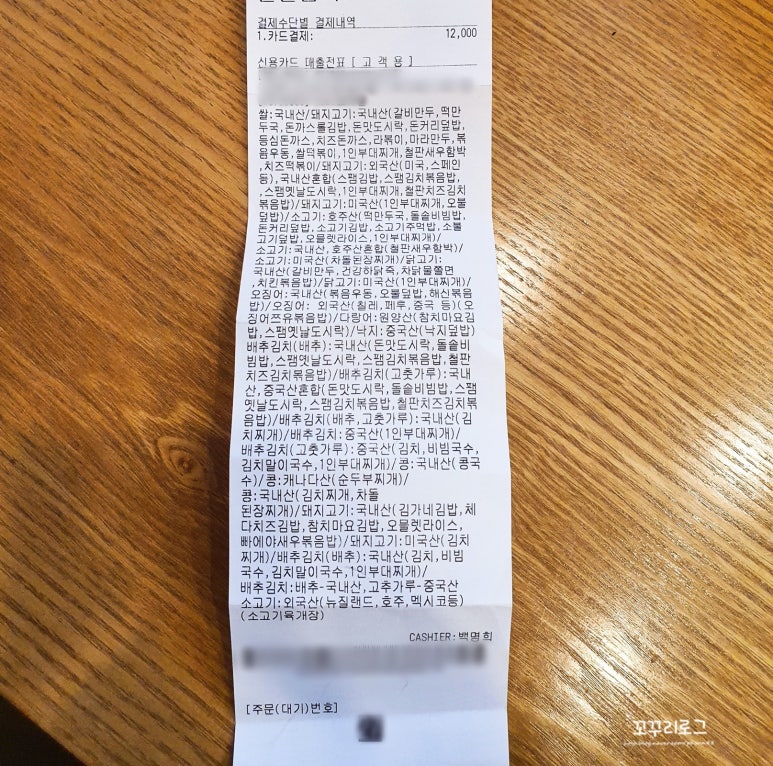 결제수단별 결제내역
1.카드결제: 12,000
신용카드 매출전표 [ 고 객 용 ]
쌀:국내산/돼지고기:국내산(갈비만두,떡만
두국,돈까스롤김밥,돈맛도시락,돈커리덮밥,
등심돈까스,치즈돈까스,라볶이,마라만두,볶
음우동,쌀떡볶이,1인부대찌개,철판새우함박
,치즈떡볶이/돼지고기:외국산(미국,스페인
등),국내산혼합(스팸김밥,스팸김치볶음밥,
,스팸옛날도시락,1인부대찌개,철판치즈김치
볶음밥)/돼지고기:미국산(1인부대찌개,오불
덮밥)/소고기:호주산(떡만두국,돌솥비빔밥,
돈커리덮밥,소고기김밥,소고기주먹밥,소불
고기덮밥,오믈렛라이스,1인부대찌개)/
소고기:국내산,호주산혼합(철판새우함박)/
소고기:미국산(차돌된장찌개)/닭고기:
국내산(갈비만두,건강하닭죽,차닭물쫄면
,치킨볶음밥)/닭고기:미국산(1인부대찌개)/
오징어:국내산(볶음우동,오불덮밥,해신볶음
밥)/오징어: 외국산(칠레,페루,중국 등)(오
징어쯔유볶음밥)/다랑어:원양산(참치마요김
밥,스팸옛날도시락)/낙지:중국산(낙지덮밥)
배추김치(배추):국내산(돈맛도시락,돌솥비
빔밥,스팸옛날도시락,스팸김치볶음밥,철판
치즈김치볶음밥)/배추김치(고춧가루):국내
산,중국산혼합(돈맛도시락,돌솥비빔밥,스팸
옛날도시락,스팸김치볶음밥,철판치즈김치볶
음밥)/배추김치(배추,고춧가루):국내산(김
치찌개)/배추김치:중국산(1인부대찌개)/
배추김치(고춧가루):중국산(김치,비빔국수,
김치말이국수,1인부대찌개)/콩:국내산(콩국
수)/콩:캐나다산(순두부찌개)/
콩:국내산(김치찌개,차돌
된장찌개)/돼지고기:국내산(김가네김밥,체
다치즈김밥,참치마요김밥,오믈렛라이스,
빠에야새우볶음밥)/돼지고기:미국산(김치
찌개)/배추김치(배추):국내산(김치,비빔
국수,김치말이국수,1인부대찌개)/
배추김치:배추-국내산,고추가루-중국산
소고기:외국산(뉴질랜드,호주,멕시코등)
(소고기육개장)
CASHIER:백명희
[주문(대기)번호]
꼬꾸리로그